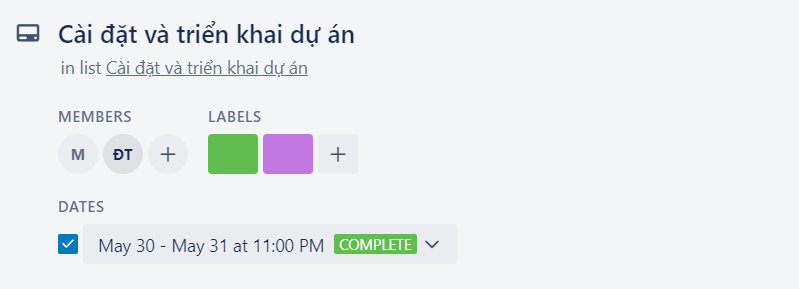 Cài đặt và triển khai dự án
in list Cài đặt và triển khai dự án
MEMBERS LABELS
M ĐT + +
DATES
May 30 - May 31 at 11:00 PM COMPLETE